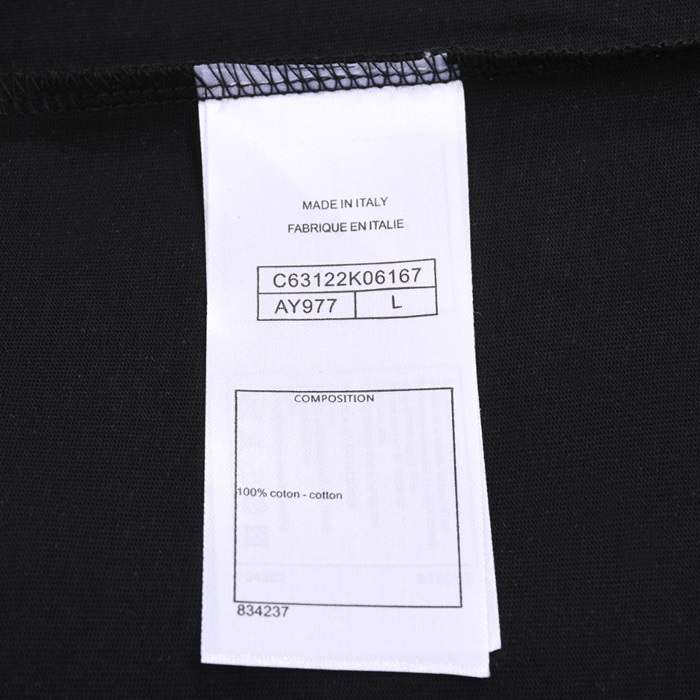 MADE IN ITALY
FABRIQUE EN ITALIE
C63122K06167
AY977 L
COMPOSITION
100% coton - cotton
834237